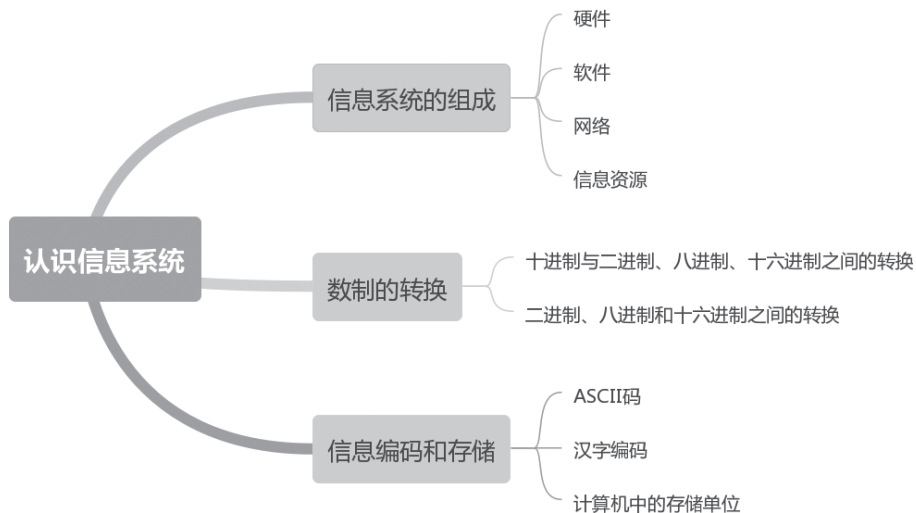 认识信息系统
信息系统的组成
硬件
软件
网络
信息资源
数制的转换
十进制与二进制、八进制、十六进制之间的转换
二进制、八进制和十六进制之间的转换
信息编码和存储
ASCII码
汉字编码
计算机中的存储单位